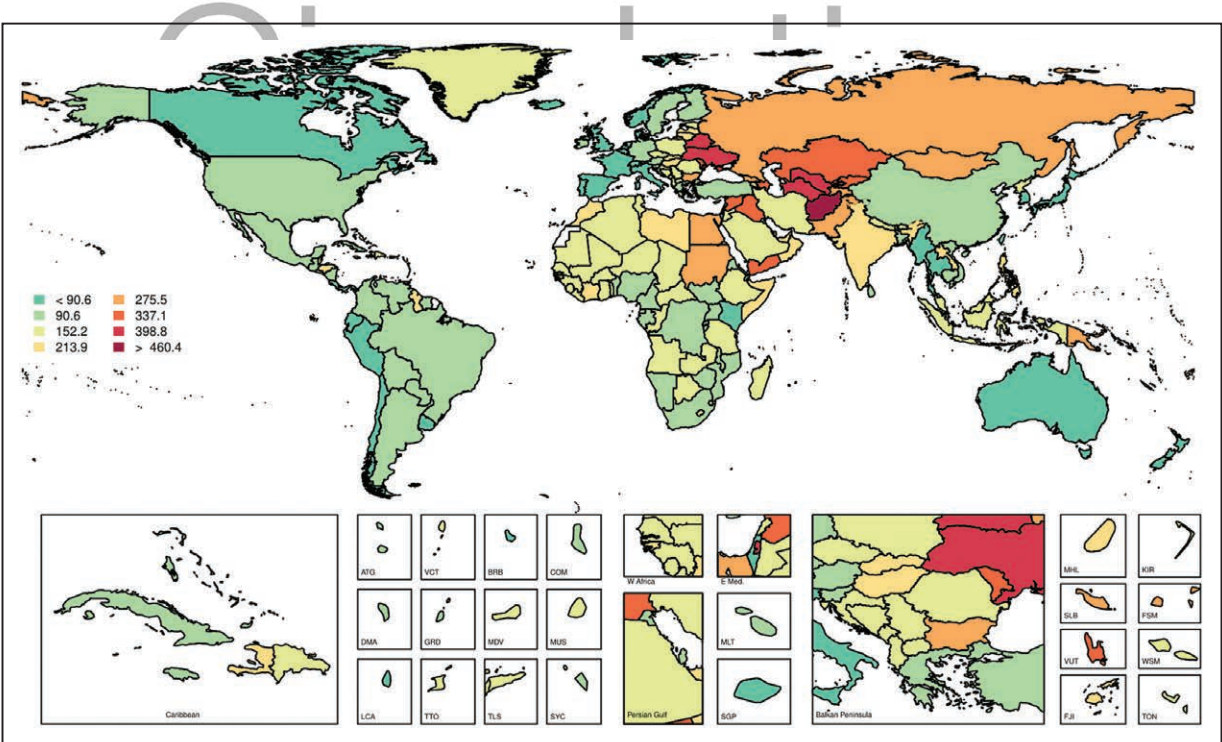 < 90.6
90.6
152.2
213.9
275.5
337.1
398.8
> 460.4
Caribbean
ATG
VCT
BRB
COM
DMA
GRD
MDV
MUS
LCA
TTO
TLS
SYC
W Africa
E Med.
Persian Gulf
MLT
SGP
Balkan Peninsula
MHL
KIR
SLB
FSM
VUT
WSM
FJI
TON